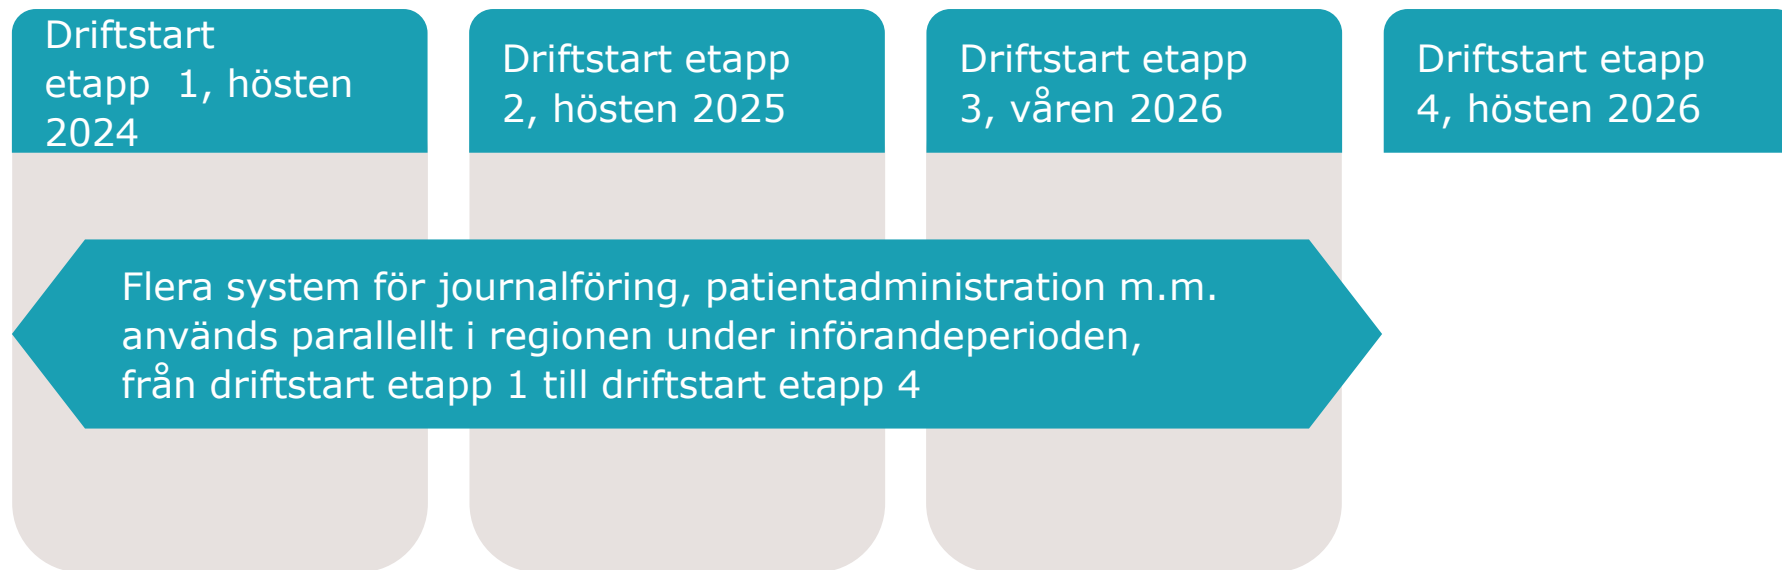 Driftstart
etapp  1, hösten
2024
Driftstart etapp
2, hösten 2025
Driftstart etapp
3, våren 2026
Driftstart etapp
4, hösten 2026
Flera system för journalföring, patientadministration m.m.
används parallellt i regionen under införandeperioden,
från driftstart etapp 1 till driftstart etapp 4